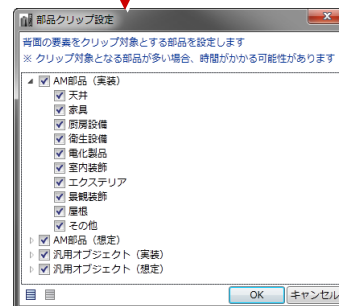 部品クリップ設定
背面の要素をクリップ対象とする部品を設定します
※ クリップ対象となる部品が多い場合、時間がかかる可能性があります
AM部品（実装）
天井
家具
厨房設備
衛生設備
電化製品
室内装飾
エクステリア
景観装飾
屋根
その他
AM部品（想定）
汎用オブジェクト（実装）
汎用オブジェクト（想定）
OK キャンセル